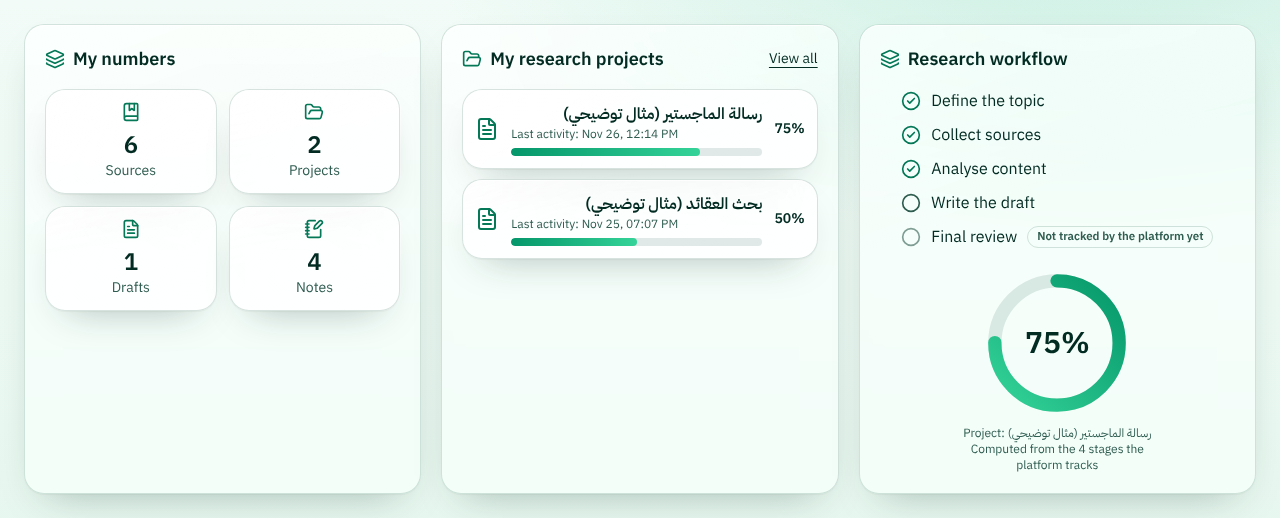 My numbers
6
Sources
2
Projects
1
Drafts
4
Notes
My research projects
View all
رسالة الماجستير (مثال توضيحي)
Last activity: Nov 26, 12:14 PM
75%
بحث العقائد (مثال توضيحي)
Last activity: Nov 25, 07:07 PM
50%
Research workflow
Define the topic
Collect sources
Analyse content
Write the draft
Final review Not tracked by the platform yet
75%
Project: رسالة الماجستير (مثال توضيحي)
Computed from the 4 stages the
platform tracks